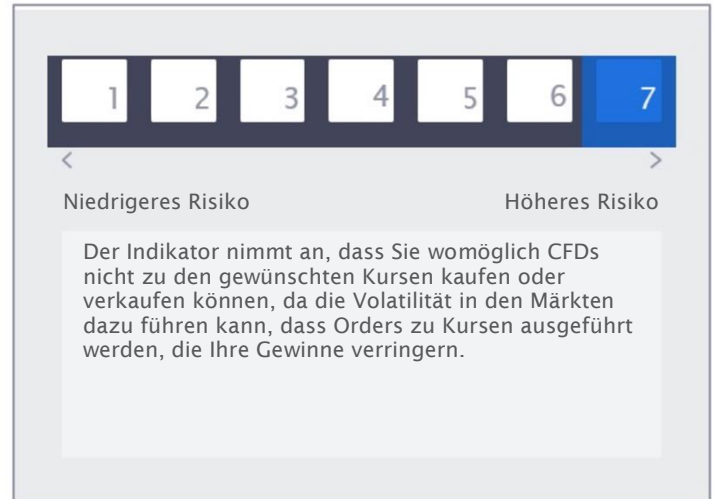 1 2 3 4 5 6 7
< >
Niedrigeres Risiko Höheres Risiko
Der Indikator nimmt an, dass Sie womöglich CFDs
nicht zu den gewünschten Kursen kaufen oder
verkaufen können, da die Volatilität in den Märkten
dazu führen kann, dass Orders zu Kursen ausgeführt
werden, die Ihre Gewinne verringern.